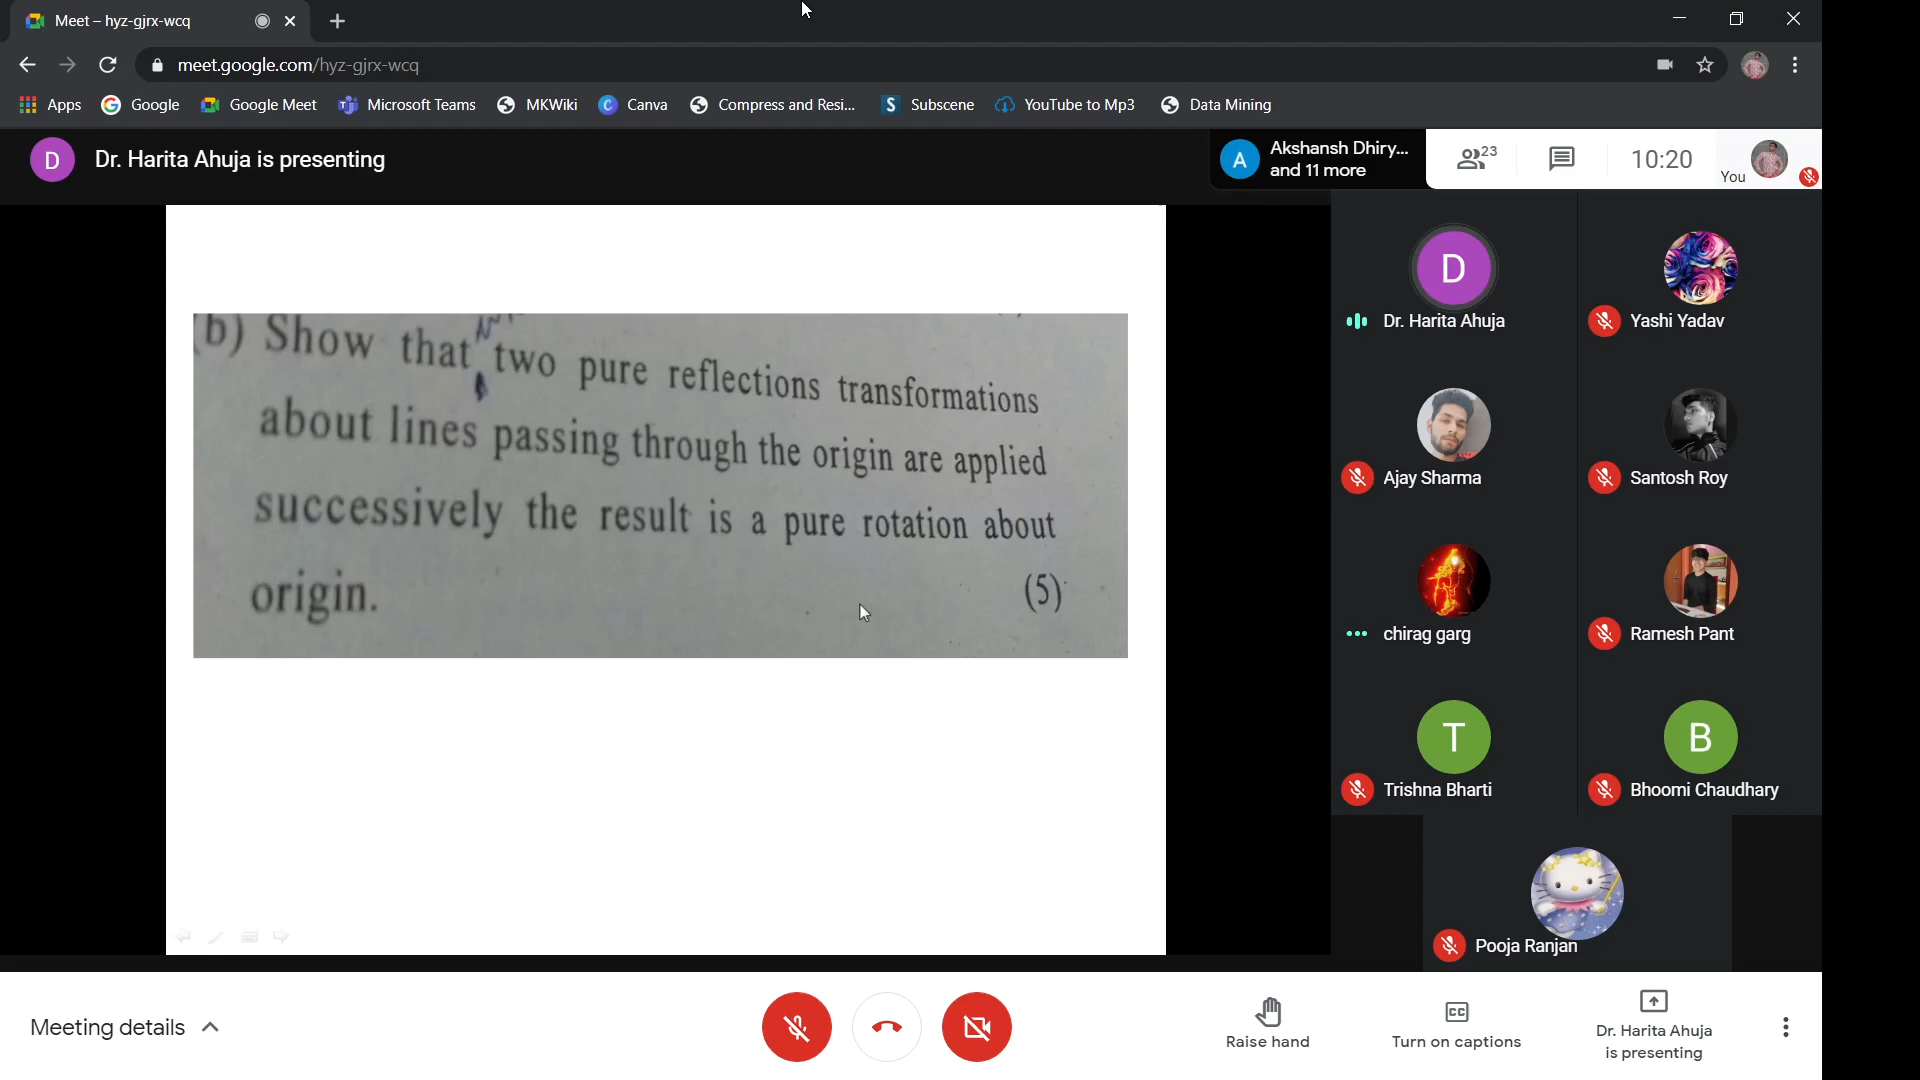 Meet – hyz-gjrx-wcq
meet.google.com/hyz-gjrx-wcq
Apps Google Google Meet Microsoft Teams MKWiki Canva Compress and Resi... Subscene YouTube to Mp3 Data Mining
D Dr. Harita Ahuja is presenting
A Akshansh Dhiry...
and 11 more
23
10:20
You
(b) Show that two pure reflections transformations
about lines passing through the origin are applied
successively the result is a pure rotation about
origin.
(5)
D
Dr. Harita Ahuja
Yashi Yadav
Ajay Sharma
Santosh Roy
chirag garg
Ramesh Pant
T
Trishna Bharti
B
Bhoomi Chaudhary
Pooja Ranjan
Meeting details
Raise hand
CC
Turn on captions
Dr. Harita Ahuja
is presenting